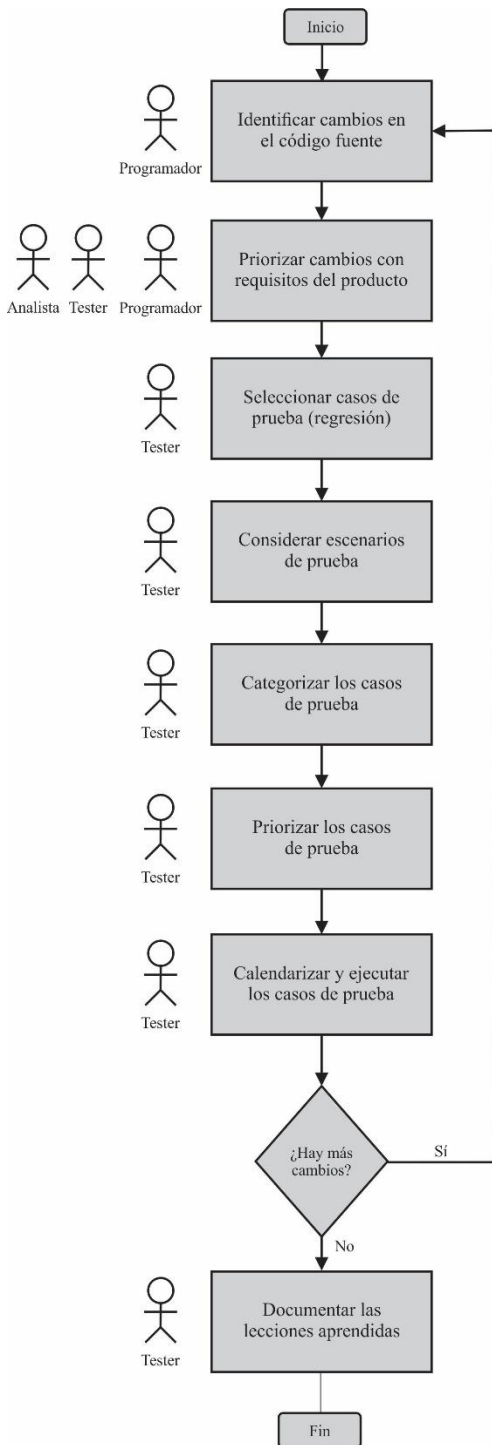 Inicio
Identificar cambios en
el código fuente
Programador
Priorizar cambios con
requisitos del producto
Analista Tester Programador
Seleccionar casos de
prueba (regresión)
Tester
Considerar escenarios
de prueba
Tester
Categorizar los casos
de prueba
Tester
Priorizar los casos
de prueba
Tester
Calendarizar y ejecutar
los casos de prueba
Tester
¿Hay más
cambios?
Sí
No
Documentar las
lecciones aprendidas
Tester
Fin